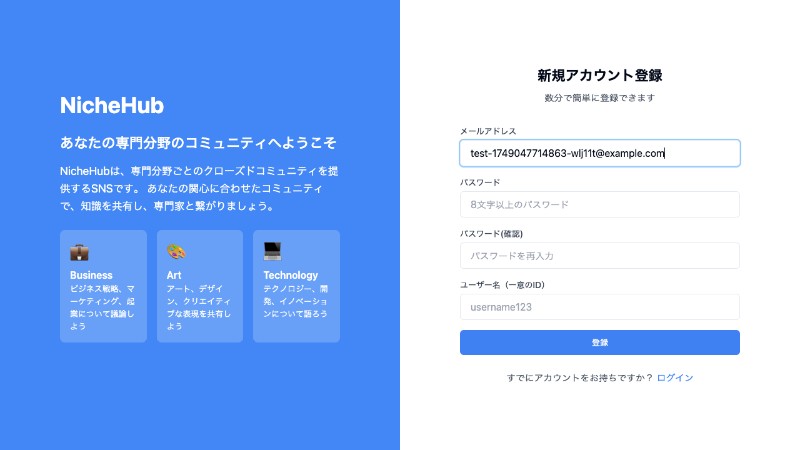 NicheHub
あなたの専門分野のコミュニティへようこそ
NicheHubは、専門分野ごとのクローズドコミュニティを提
供するSNSです。 あなたの関心に合わせたコミュニティ
で、知識を共有し、専門家と繋がりましょう。
Business
ビジネス戦略、マ
ーケティング、起
業について議論し
よう
Art
アート、デザイ
ン、クリエイティ
ブな表現を共有し
よう
Technology
テクノロジー、開
発、イノベーショ
ンについて語ろう
新規アカウント登録
数分で簡単に登録できます
メールアドレス
test-1749047714863-wlj11t@example.com
パスワード
8文字以上のパスワード
パスワード(確認)
パスワードを再入力
ユーザー名（一意のID）
username123
登録
すでにアカウントをお持ちですか？ ログイン